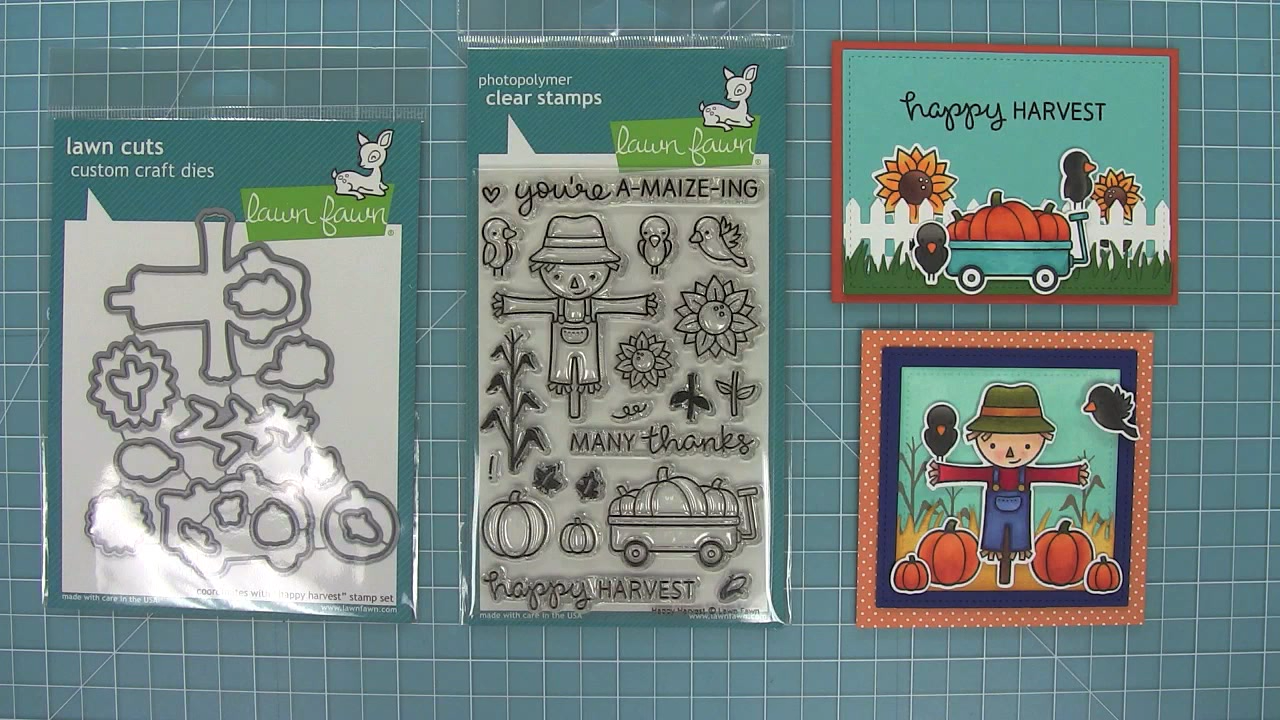 lawn cuts
custom craft dies
lawn fawn
coordinates with "happy harvest" stamp set
made with care in the USA
www.lawnfawn.com
photopolymer
clear stamps
lawn fawn
you're A-MAIZE-ING
MANY thanks
happy HARVEST
Happy Harvest © Lawn Fawn
made with care in the USA
www.lawnfawn.com
happy HARVEST